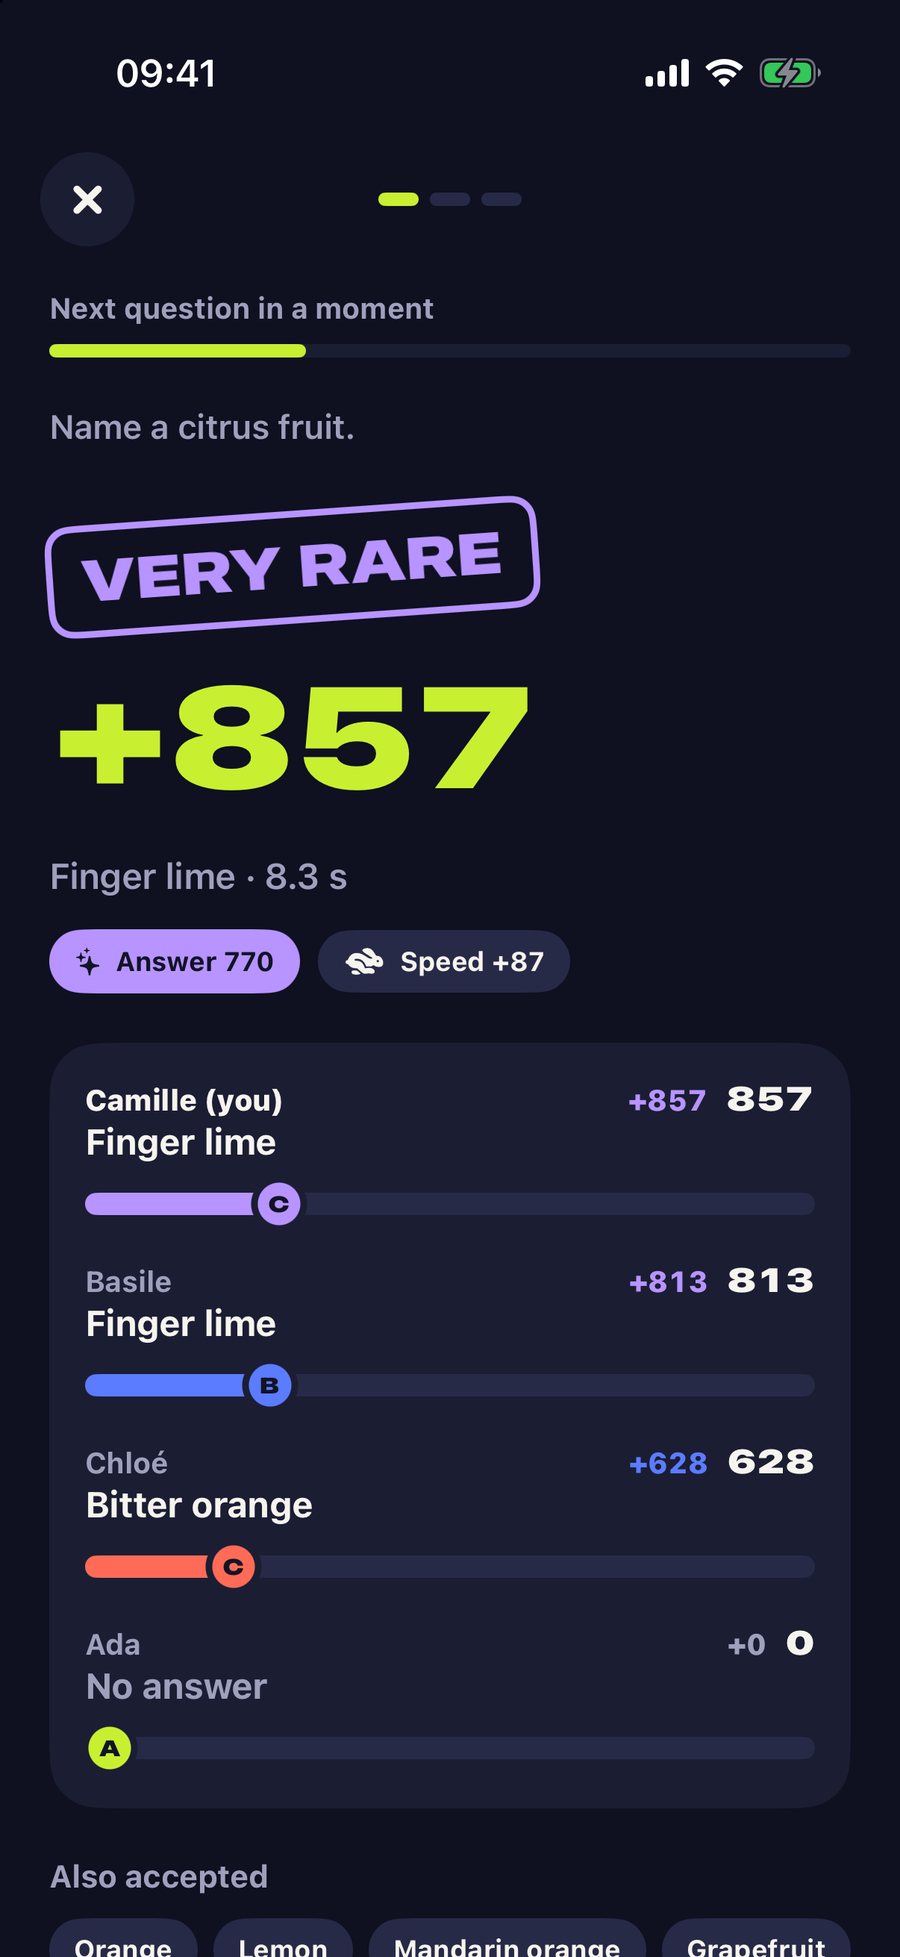 09:41
Next question in a moment
Name a citrus fruit.
VERY RARE
+857
Finger lime · 8.3 s
Answer 770
Speed +87
Camille (you) +857 857
Finger lime
C
Basile +813 813
Finger lime
B
Chloé +628 628
Bitter orange
C
Ada +0 0
No answer
A
Also accepted
Orange Lemon Mandarin orange Grapefruit